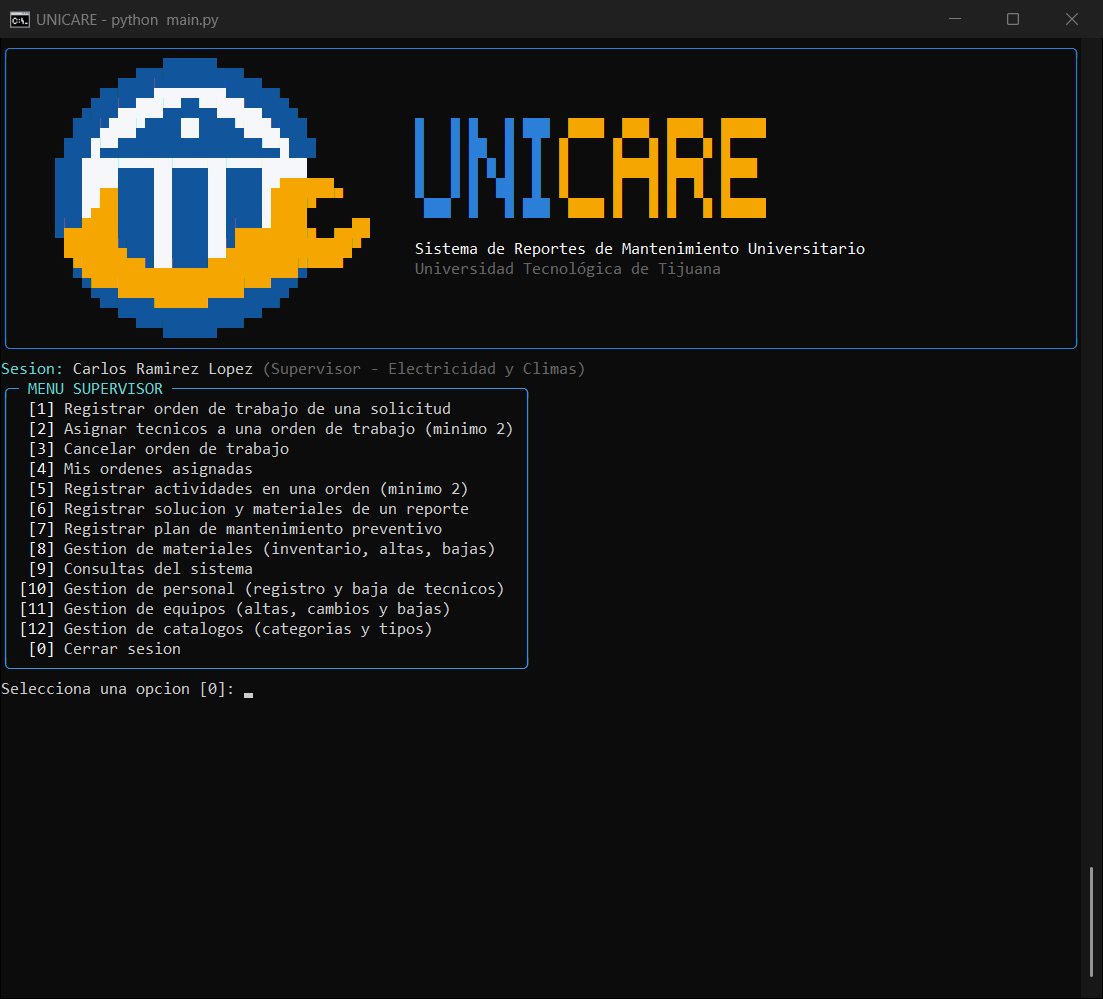 UNICARE - python  main.py
UNICARE
Sistema de Reportes de Mantenimiento Universitario
Universidad Tecnológica de Tijuana
Sesion: Carlos Ramirez Lopez (Supervisor - Electricidad y Climas)
MENU SUPERVISOR
[1] Registrar orden de trabajo de una solicitud
[2] Asignar tecnicos a una orden de trabajo (minimo 2)
[3] Cancelar orden de trabajo
[4] Mis ordenes asignadas
[5] Registrar actividades en una orden (minimo 2)
[6] Registrar solucion y materiales de un reporte
[7] Registrar plan de mantenimiento preventivo
[8] Gestion de materiales (inventario, altas, bajas)
[9] Consultas del sistema
[10] Gestion de personal (registro y baja de tecnicos)
[11] Gestion de equipos (altas, cambios y bajas)
[12] Gestion de catalogos (categorias y tipos)
[0] Cerrar sesion
Selecciona una opcion [0]: